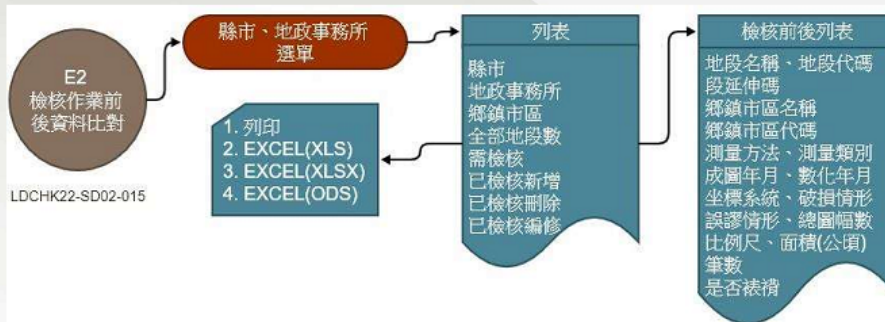 E2
檢核作業前
後資料比對
LDCHK22-SD02-015
縣市、地政事務所
選單
1. 列印
2. EXCEL(XLS)
3. EXCEL(XLSX)
4. EXCEL(ODS)
列表
縣市
地政事務所
鄉鎮市區
全部地段數
需檢核
已檢核新增
已檢核刪除
已檢核編修
檢核前後列表
地段名稱、地段代碼
段延伸碼
鄉鎮市區名稱
鄉鎮市區代碼
測量方法、測量類別
成圖年月、數化年月
坐標系統、破損情形
誤謬情形、總圖幅數
比例尺、面積(公頃)
筆數
是否裱褙